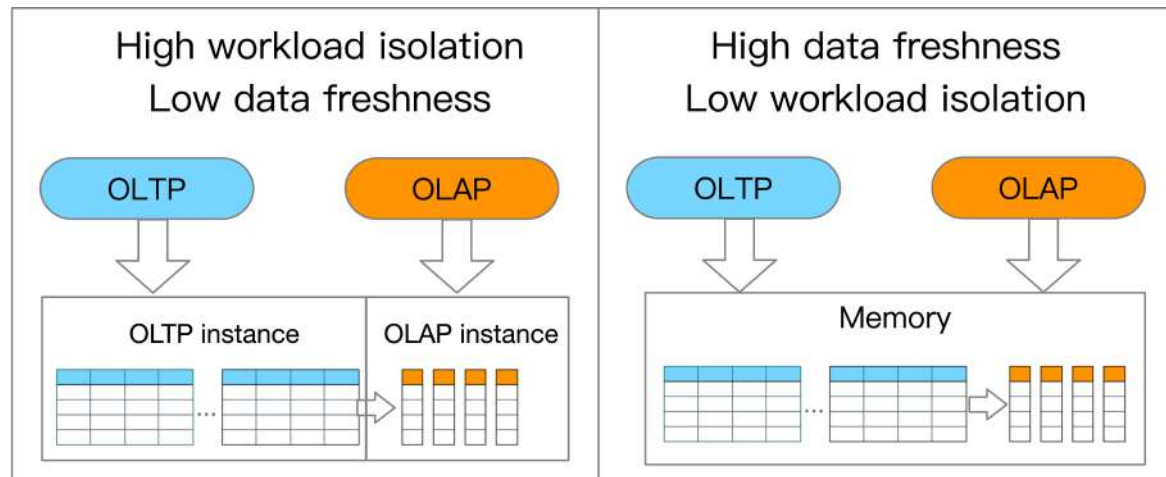 High workload isolation
Low data freshness
OLTP
OLAP
OLTP instance
OLAP instance
...
High data freshness
Low workload isolation
OLTP
OLAP
Memory
...